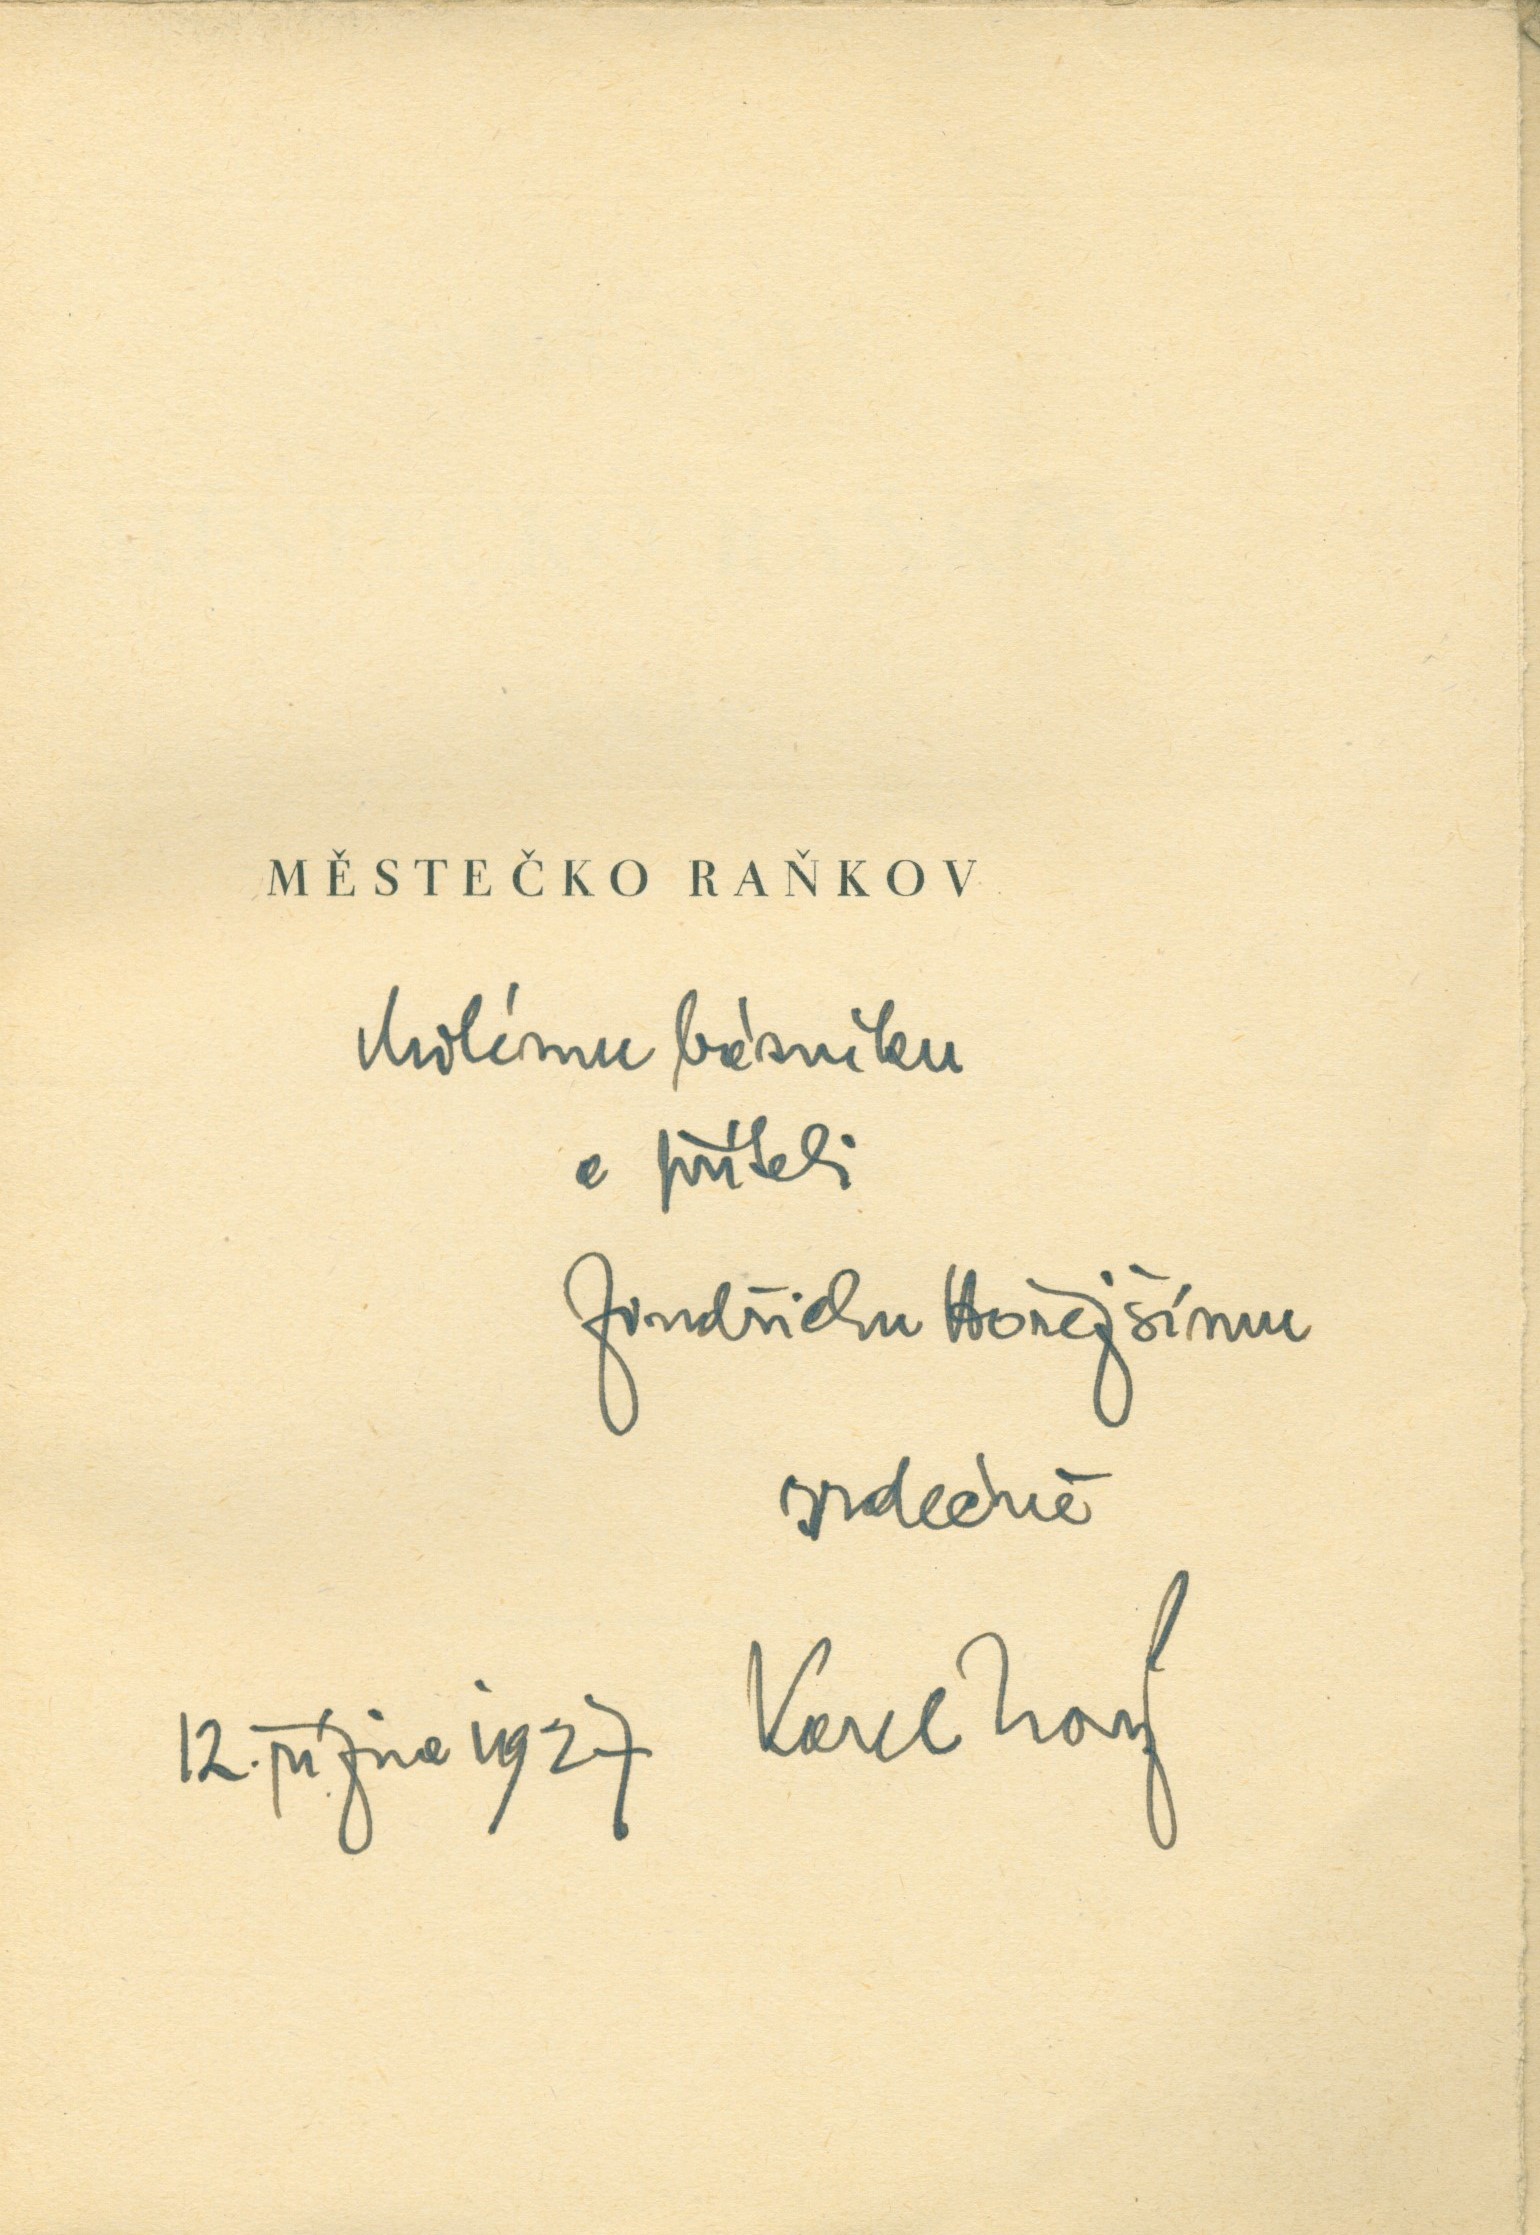 MĚSTEČKO RAŇKOV
Milému básníku
a příteli
Jindřichu Hořejšímu
srdečně
Karel Nový
12. října 1927